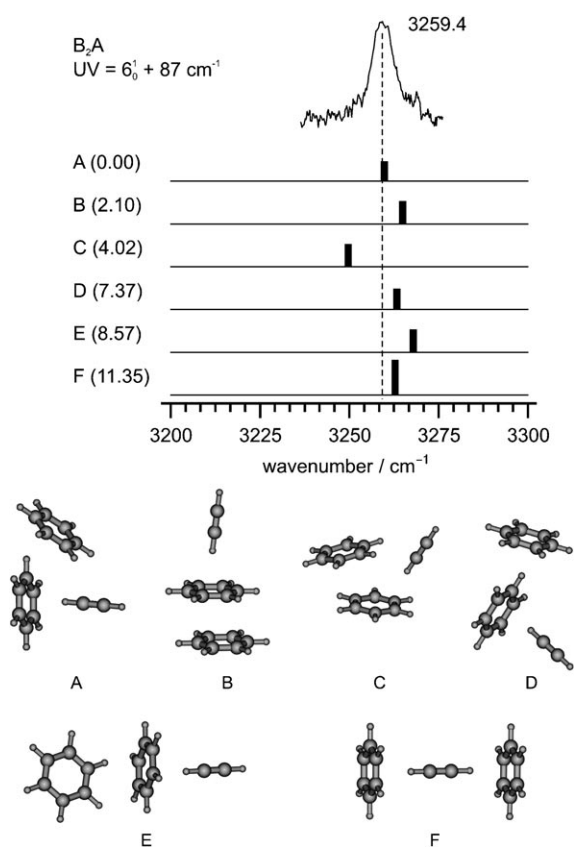 3259.4
B₂A
UV = 6¹₀ + 87 cm⁻¹
A (0.00)
B (2.10)
C (4.02)
D (7.37)
E (8.57)
F (11.35)
3200 3225 3250 3275 3300
wavenumber / cm⁻¹
A B C D
E F